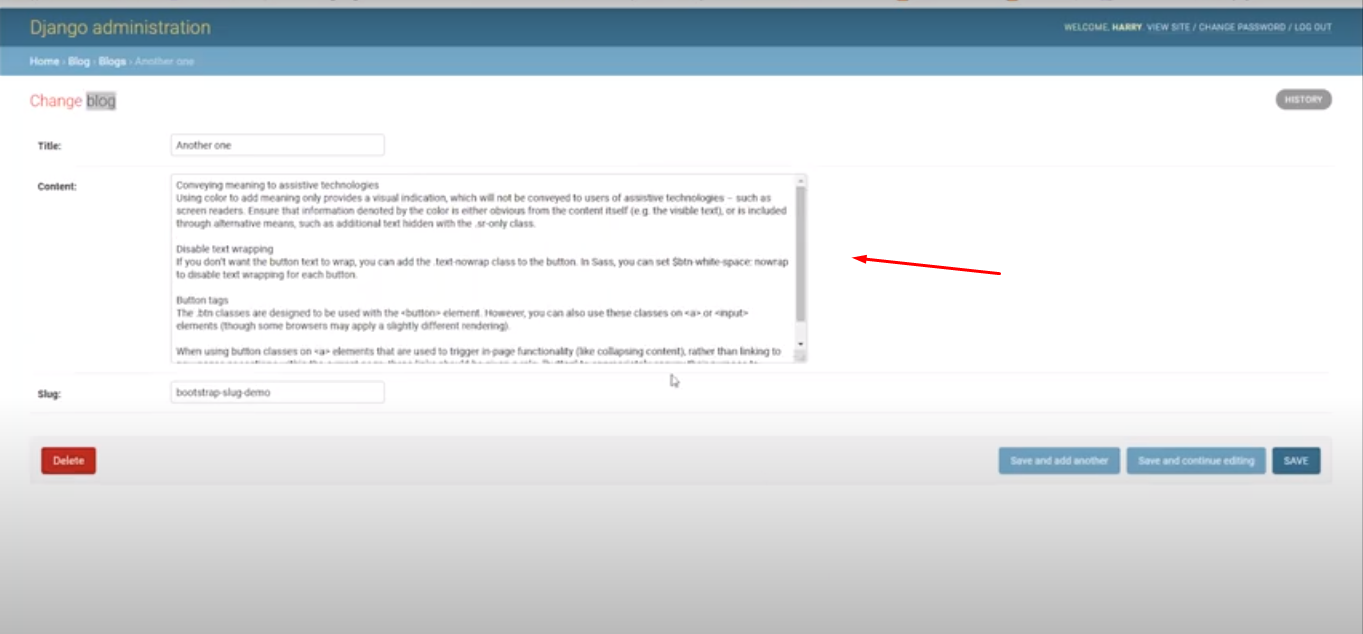 Django administration
WELCOME, HARRY. VIEW SITE / CHANGE PASSWORD / LOG OUT
Home › Blog › Blogs › Another one
Change blog
HISTORY
Title:
Another one
Content:
Conveying meaning to assistive technologies
Using color to add meaning only provides a visual indication, which will not be conveyed to users of assistive technologies – such as
screen readers. Ensure that information denoted by the color is either obvious from the content itself (e.g. the visible text), or is included
through alternative means, such as additional text hidden with the .sr-only class.
Disable text wrapping
If you don't want the button text to wrap, you can add the .text-nowrap class to the button. In Sass, you can set $btn-white-space: nowrap
to disable text wrapping for each button.
Button tags
The .btn classes are designed to be used with the <button> element. However, you can also use these classes on <a> or <input>
elements (though some browsers may apply a slightly different rendering).
When using button classes on <a> elements that are used to trigger in-page functionality (like collapsing content), rather than linking to
Slug:
bootstrap-slug-demo
Delete
Save and add another
Save and continue editing
SAVE